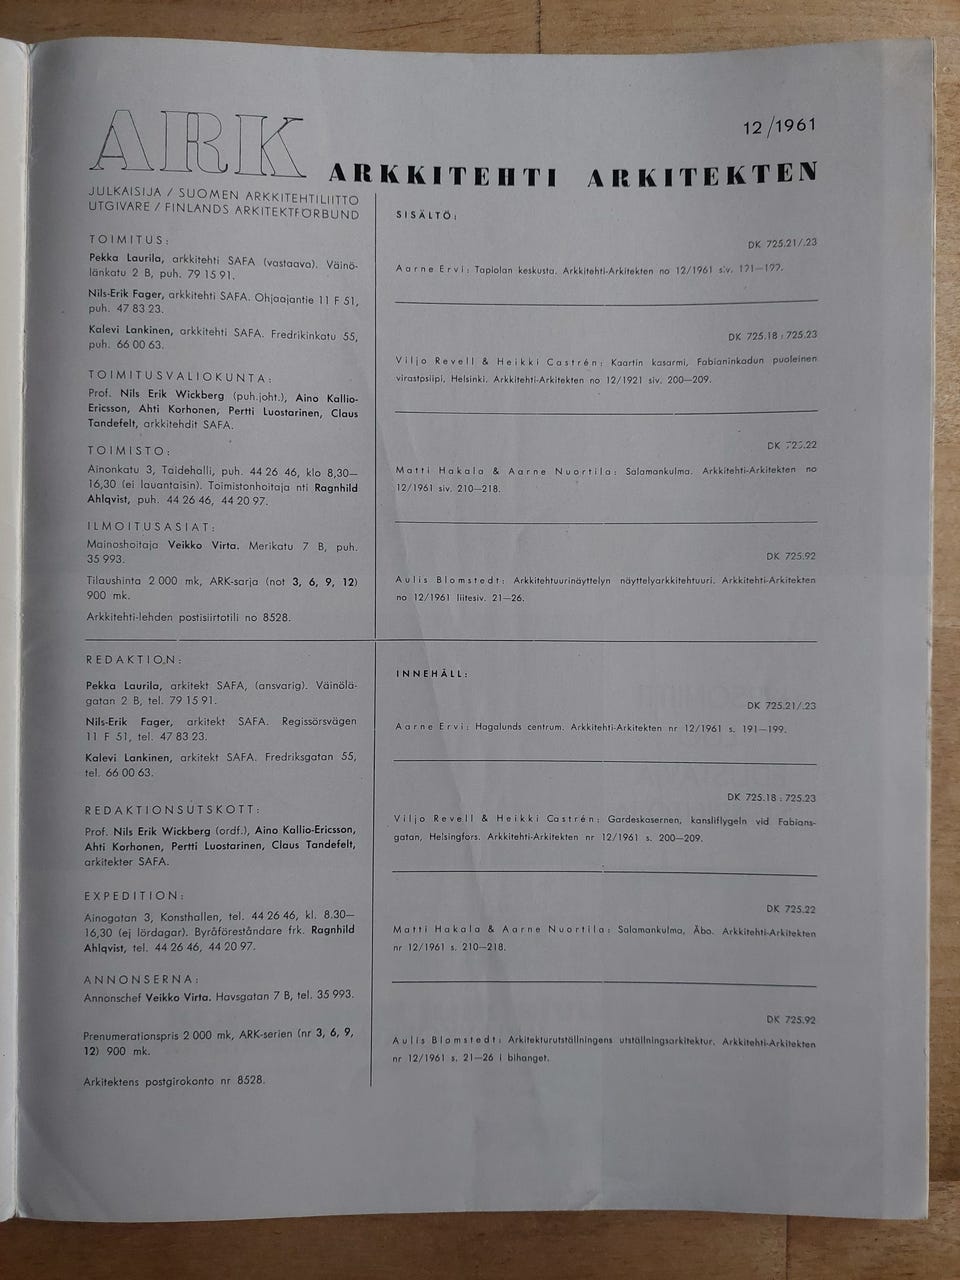 ARK
12/1961
ARKKITEHTI ARKITEKTEN
JULKAISIJA / SUOMEN ARKKITEHTILIITTO
UTGIVARE / FINLANDS ARKITEKTFÖRBUND
TOIMITUS:
Pekka Laurila, arkkitehti SAFA (vastaava). Väinö-
länkatu 2 B, puh. 79 15 91.
Nils-Erik Fager, arkkitehti SAFA. Ohjaajantie 11 F 51,
puh. 47 83 23.
Kalevi Lankinen, arkkitehti SAFA. Fredrikinkatu 55,
puh. 66 00 63.
TOIMITUSVALIOKUNTA:
Prof. Nils Erik Wickberg (puh.joht.), Aino Kallio-
Ericsson, Ahti Korhonen, Pertti Luostarinen, Claus
Tandefelt, arkkitehdit SAFA.
TOIMISTO:
Ainonkatu 3, Taidehalli, puh. 44 26 46, klo 8,30—
16,30 (ei lauantaisin). Toimistonhoitaja nti Ragnhild
Ahlqvist, puh. 44 26 46, 44 20 97.
ILMOITUSASIAT:
Mainoshoitaja Veikko Virta. Merikatu 7 B, puh.
35 993.
Tilaushinta 2 000 mk, ARK-sarja (not 3, 6, 9, 12)
900 mk.
Arkkitehti-lehden postisiirtotili no 8528.
SISÄLTÖ:
DK 725.21/.23
Aarne Ervi: Tapiolan keskusta. Arkkitehti-Arkitekten no 12/1961 siv.
DK 725.18 : 725.23
Viljo Revell & Heikki Castrén: Kaartin kasarmi, Fabianinkadun puoleinen
virastosiipi, Helsinki. Arkkitehti-Arkitekten no 12/1921 siv. 200—209.
DK 725.22
Matti Hakala & Aarne Nuortila: Salamankulma. Arkkitehti-Arkitekten no
12/1961 siv. 210—218.
DK 725.92
Aulis Blomstedt: Arkkitehtuurinäyttelyn näyttelyarkkitehtuuri. Arkkitehti-Arkitekten
no 12/1961 liitesiv. 21—26.
REDAKTION:
Pekka Laurila, arkitekt SAFA, (ansvarig). Väinölä-
gatan 2 B, tel. 79 15 91.
Nils-Erik Fager, arkitekt SAFA. Regissörsvägen
11 F 51, tel. 47 83 23.
Kalevi Lankinen, arkitekt SAFA. Fredriksgatan 55,
tel. 66 00 63.
REDAKTIONSUTSKOTT:
Prof. Nils Erik Wickberg (ordf.), Aino Kallio-Ericsson,
Ahti Korhonen, Pertti Luostarinen, Claus Tandefelt,
arkitekter SAFA.
EXPEDITION:
Ainogatan 3, Konsthallen, tel. 44 26 46, kl. 8.30—
16,30 (ej lördagar). Byråföreståndare frk. Ragnhild
Ahlqvist, tel. 44 26 46, 44 20 97.
ANNONSERNA:
Annonschef Veikko Virta. Havsgatan 7 B, tel. 35 993.
Prenumerationspris 2 000 mk, ARK-serien (nr 3, 6, 9,
12) 900 mk.
Arkitektens postgirokonto nr 8528.
INNEHÅLL:
DK 725.21/.23
Aarne Ervi: Hagalunds centrum. Arkkitehti-Arkitekten nr 12/1961 s. 191—199.
DK 725.18 : 725.23
Viljo Revell & Heikki Castrén: Gardeskasernen, kansliflygeln vid Fabians-
gatan, Helsingfors. Arkkitehti-Arkitekten nr 12/1961 s. 200—209.
DK 725.22
Matti Hakala & Aarne Nuortila: Salamankulma, Åbo. Arkkitehti-Arkitekten
nr 12/1961 s. 210—218.
DK 725.92
Aulis Blomstedt: Arkitekturutställningens utställningsarkitektur. Arkkitehti-Arkitekten
nr 12/1961 s. 21—26 i bihanget.